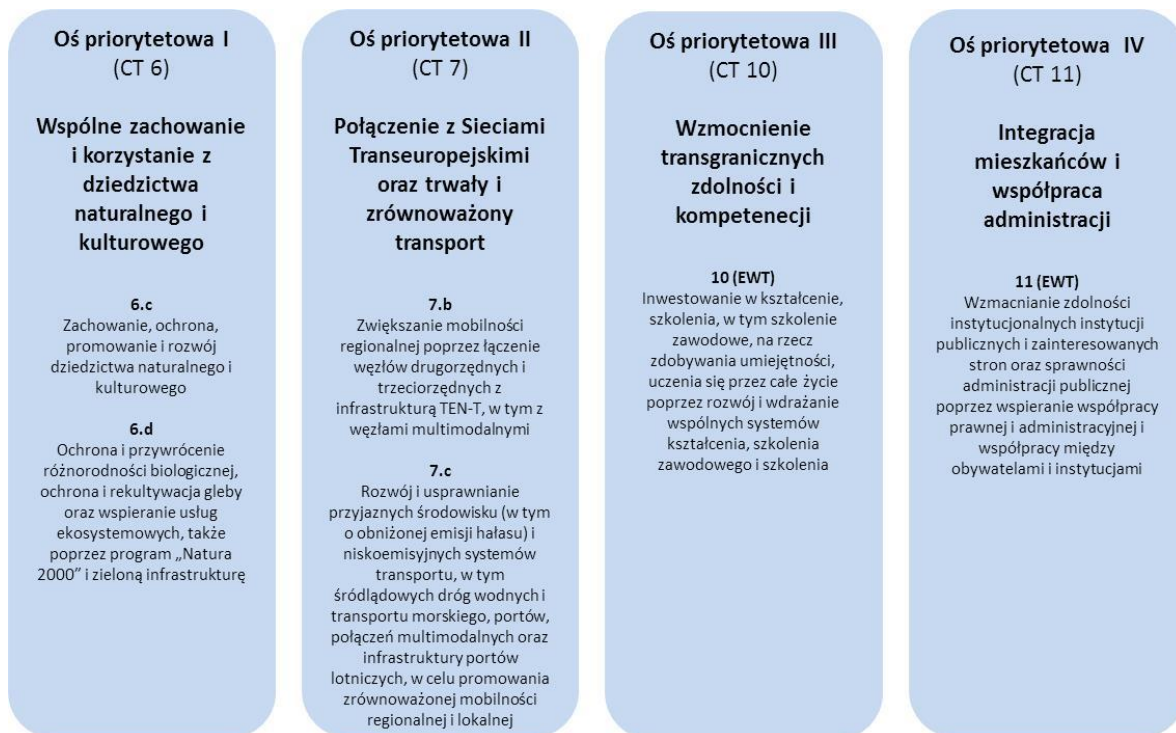 Oś priorytetowa I
(CT 6)
Wspólne zachowanie
i korzystanie z
dziedzictwa
naturalnego i
kulturowego
6.c
Zachowanie, ochrona,
promowanie i rozwój
dziedzictwa naturalnego i
kulturowego
6.d
Ochrona i przywrócenie
różnorodności biologicznej,
ochrona i rekultywacja gleby
oraz wspieranie usług
ekosystemowych, także
poprzez program „Natura
2000” i zieloną infrastrukturę
Oś priorytetowa II
(CT 7)
Połączenie z Sieciami
Transeuropejskimi
oraz trwały i
zrównoważony
transport
7.b
Zwiększanie mobilności
regionalnej poprzez łączenie
węzłów drugorzędnych i
trzeciorzędnych z
infrastrukturą TEN-T, w tym z
węzłami multimodalnymi
7.c
Rozwój i usprawnianie
przyjaznych środowisku (w tym
o obniżonej emisji hałasu) i
niskoemisyjnych systemów
transportu, w tym
śródlądowych dróg wodnych i
transportu morskiego, portów,
połączeń multimodalnych oraz
infrastruktury portów
lotniczych, w celu promowania
zrównoważonej mobilności
regionalnej i lokalnej
Oś priorytetowa III
(CT 10)
Wzmocnienie
transgranicznych
zdolności i
kompetenecji
10 (EWT)
Inwestowanie w kształcenie,
szkolenia, w tym szkolenie
zawodowe, na rzecz
zdobywania umiejętności,
uczenia się przez całe życie
poprzez rozwój i wdrażanie
wspólnych systemów
kształcenia, szkolenia
zawodowego i szkolenia
Oś priorytetowa IV
(CT 11)
Integracja
mieszkańców i
współpraca
administracji
11 (EWT)
Wzmacnianie zdolności
instytucjonalnych instytucji
publicznych i zainteresowanych
stron oraz sprawności
administracji publicznej
poprzez wspieranie współpracy
prawnej i administracyjnej i
współpracy między
obywatelami i instytucjami